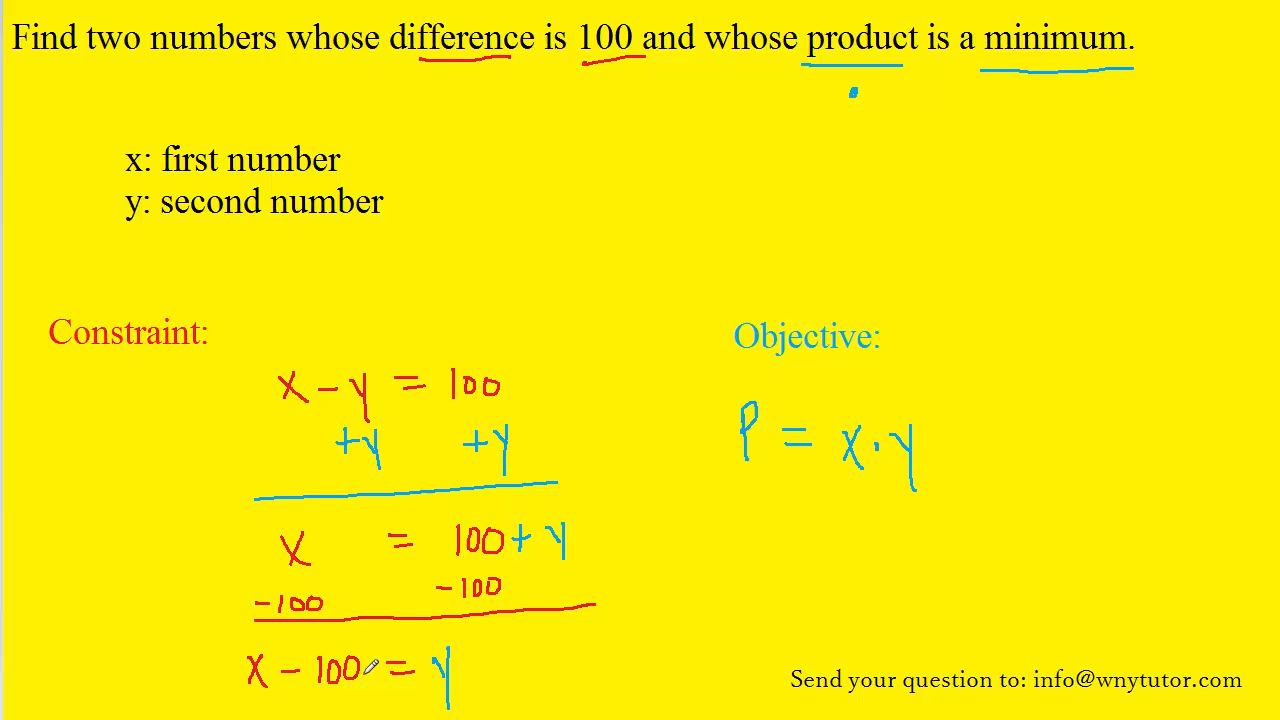 Find two numbers whose difference is 100 and whose product is a minimum.
x: first number
y: second number
Constraint:
x - y = 100
+y +y
x = 100 + y
-100 -100
x - 100 = y
Objective:
P = x · y
Send your question to: info@wnytutor.com